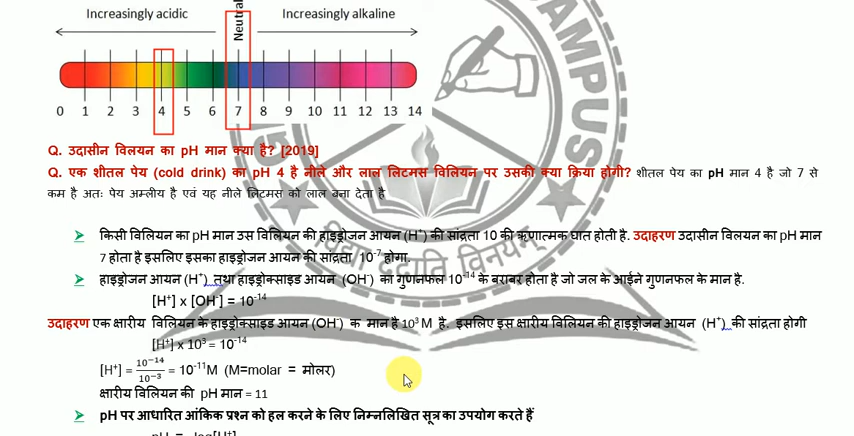 Increasingly acidic Neutral Increasingly alkaline
0 1 2 3 4 5 6 7 8 9 10 11 12 13 14
Q. उदासीन विलयन का pH मान क्या है? [2019]
Q. एक शीतल पेय (cold drink) का pH 4 है नीले और लाल लिटमस विलियन पर उसकी क्या क्रिया होगी? शीतल पेय का pH मान 4 है जो 7 से
कम है अतः पेय अम्लीय है एवं यह नीले लिटमस को लाल बना देता है
➤ किसी विलियन का pH मान उस विलियन की हाइड्रोजन आयन (H⁺) की सांद्रता 10 की ऋणात्मक घात होती है. उदाहरण उदासीन विलयन का pH मान
7 होता है इसलिए इसका हाइड्रोजन आयन की सांद्रता 10⁻⁷ होगा.
➤ हाइड्रोजन आयन (H⁺) तथा हाइड्रोक्साइड आयन (OH⁻) का गुणनफल 10⁻¹⁴ के बराबर होता है जो जल के आईने गुणनफल के मान है.
[H⁺] x [OH⁻] = 10⁻¹⁴
उदाहरण एक क्षारीय विलियन के हाइड्रोक्साइड आयन (OH⁻) क मान है 10³ M है. इसलिए इस क्षारीय विलियन की हाइड्रोजन आयन (H⁺) की सांद्रता होगी
[H⁺] x 10³ = 10⁻¹⁴
[H⁺] = 10⁻¹⁴/10⁻³ = 10⁻¹¹M (M=molar = मोलर)
क्षारीय विलियन की pH मान = 11
➤ pH पर आधारित आंकिक प्रश्न को हल करने के लिए निम्नलिखित सूत्र का उपयोग करते हैं
CAMPUS
विद्या ददाति विनयम्